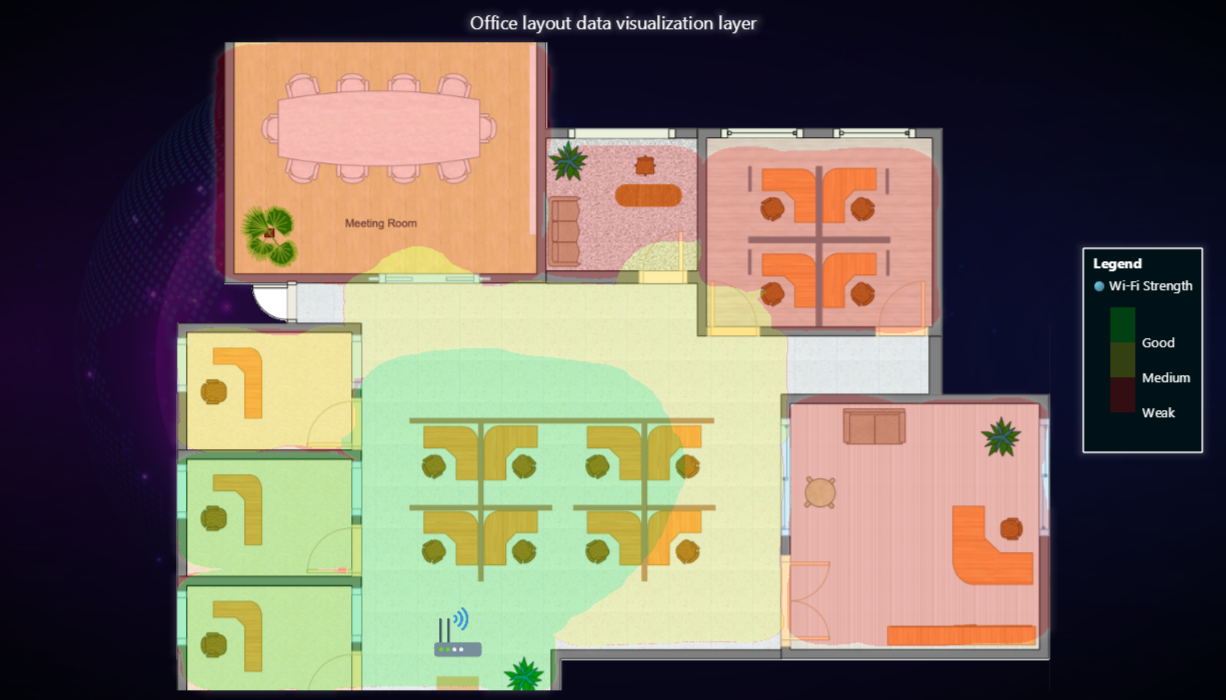 Office layout data visualization layer
Meeting Room
Legend
Wi-Fi Strength
Good
Medium
Weak